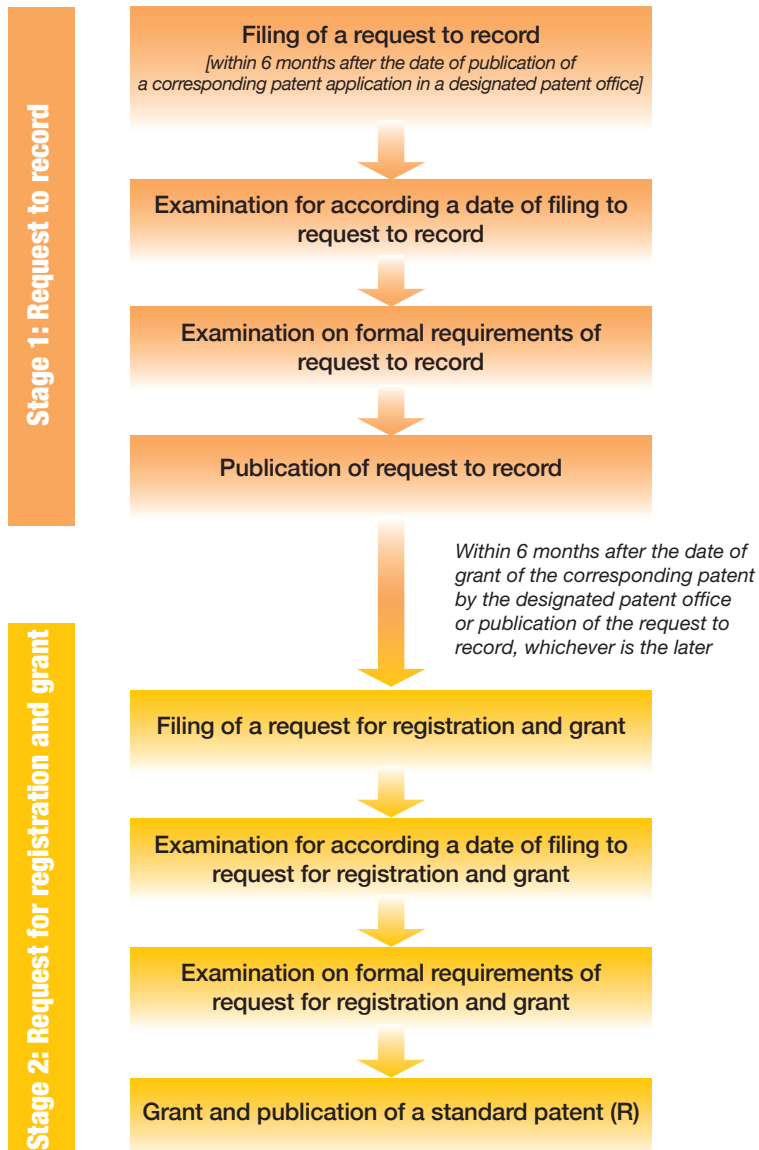 Stage 1: Request to record
Filing of a request to record
[within 6 months after the date of publication of
a corresponding patent application in a designated patent office]
Examination for according a date of filing to
request to record
Examination on formal requirements of
request to record
Publication of request to record
Within 6 months after the date of
grant of the corresponding patent
by the designated patent office
or publication of the request to
record, whichever is the later
Stage 2: Request for registration and grant
Filing of a request for registration and grant
Examination for according a date of filing to
request for registration and grant
Examination on formal requirements of
request for registration and grant
Grant and publication of a standard patent (R)